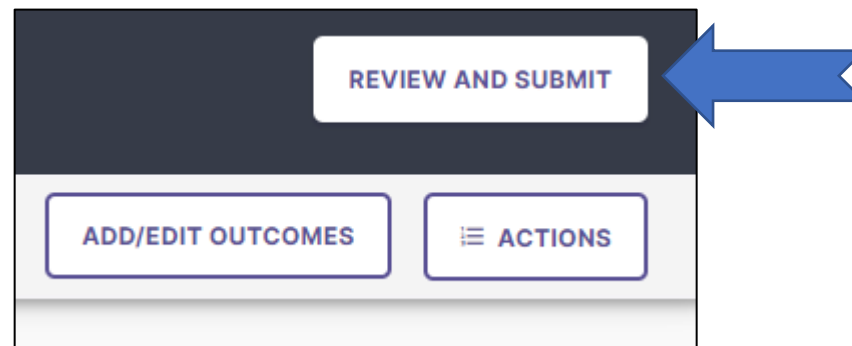 REVIEW AND SUBMIT
ADD/EDIT OUTCOMES
ACTIONS